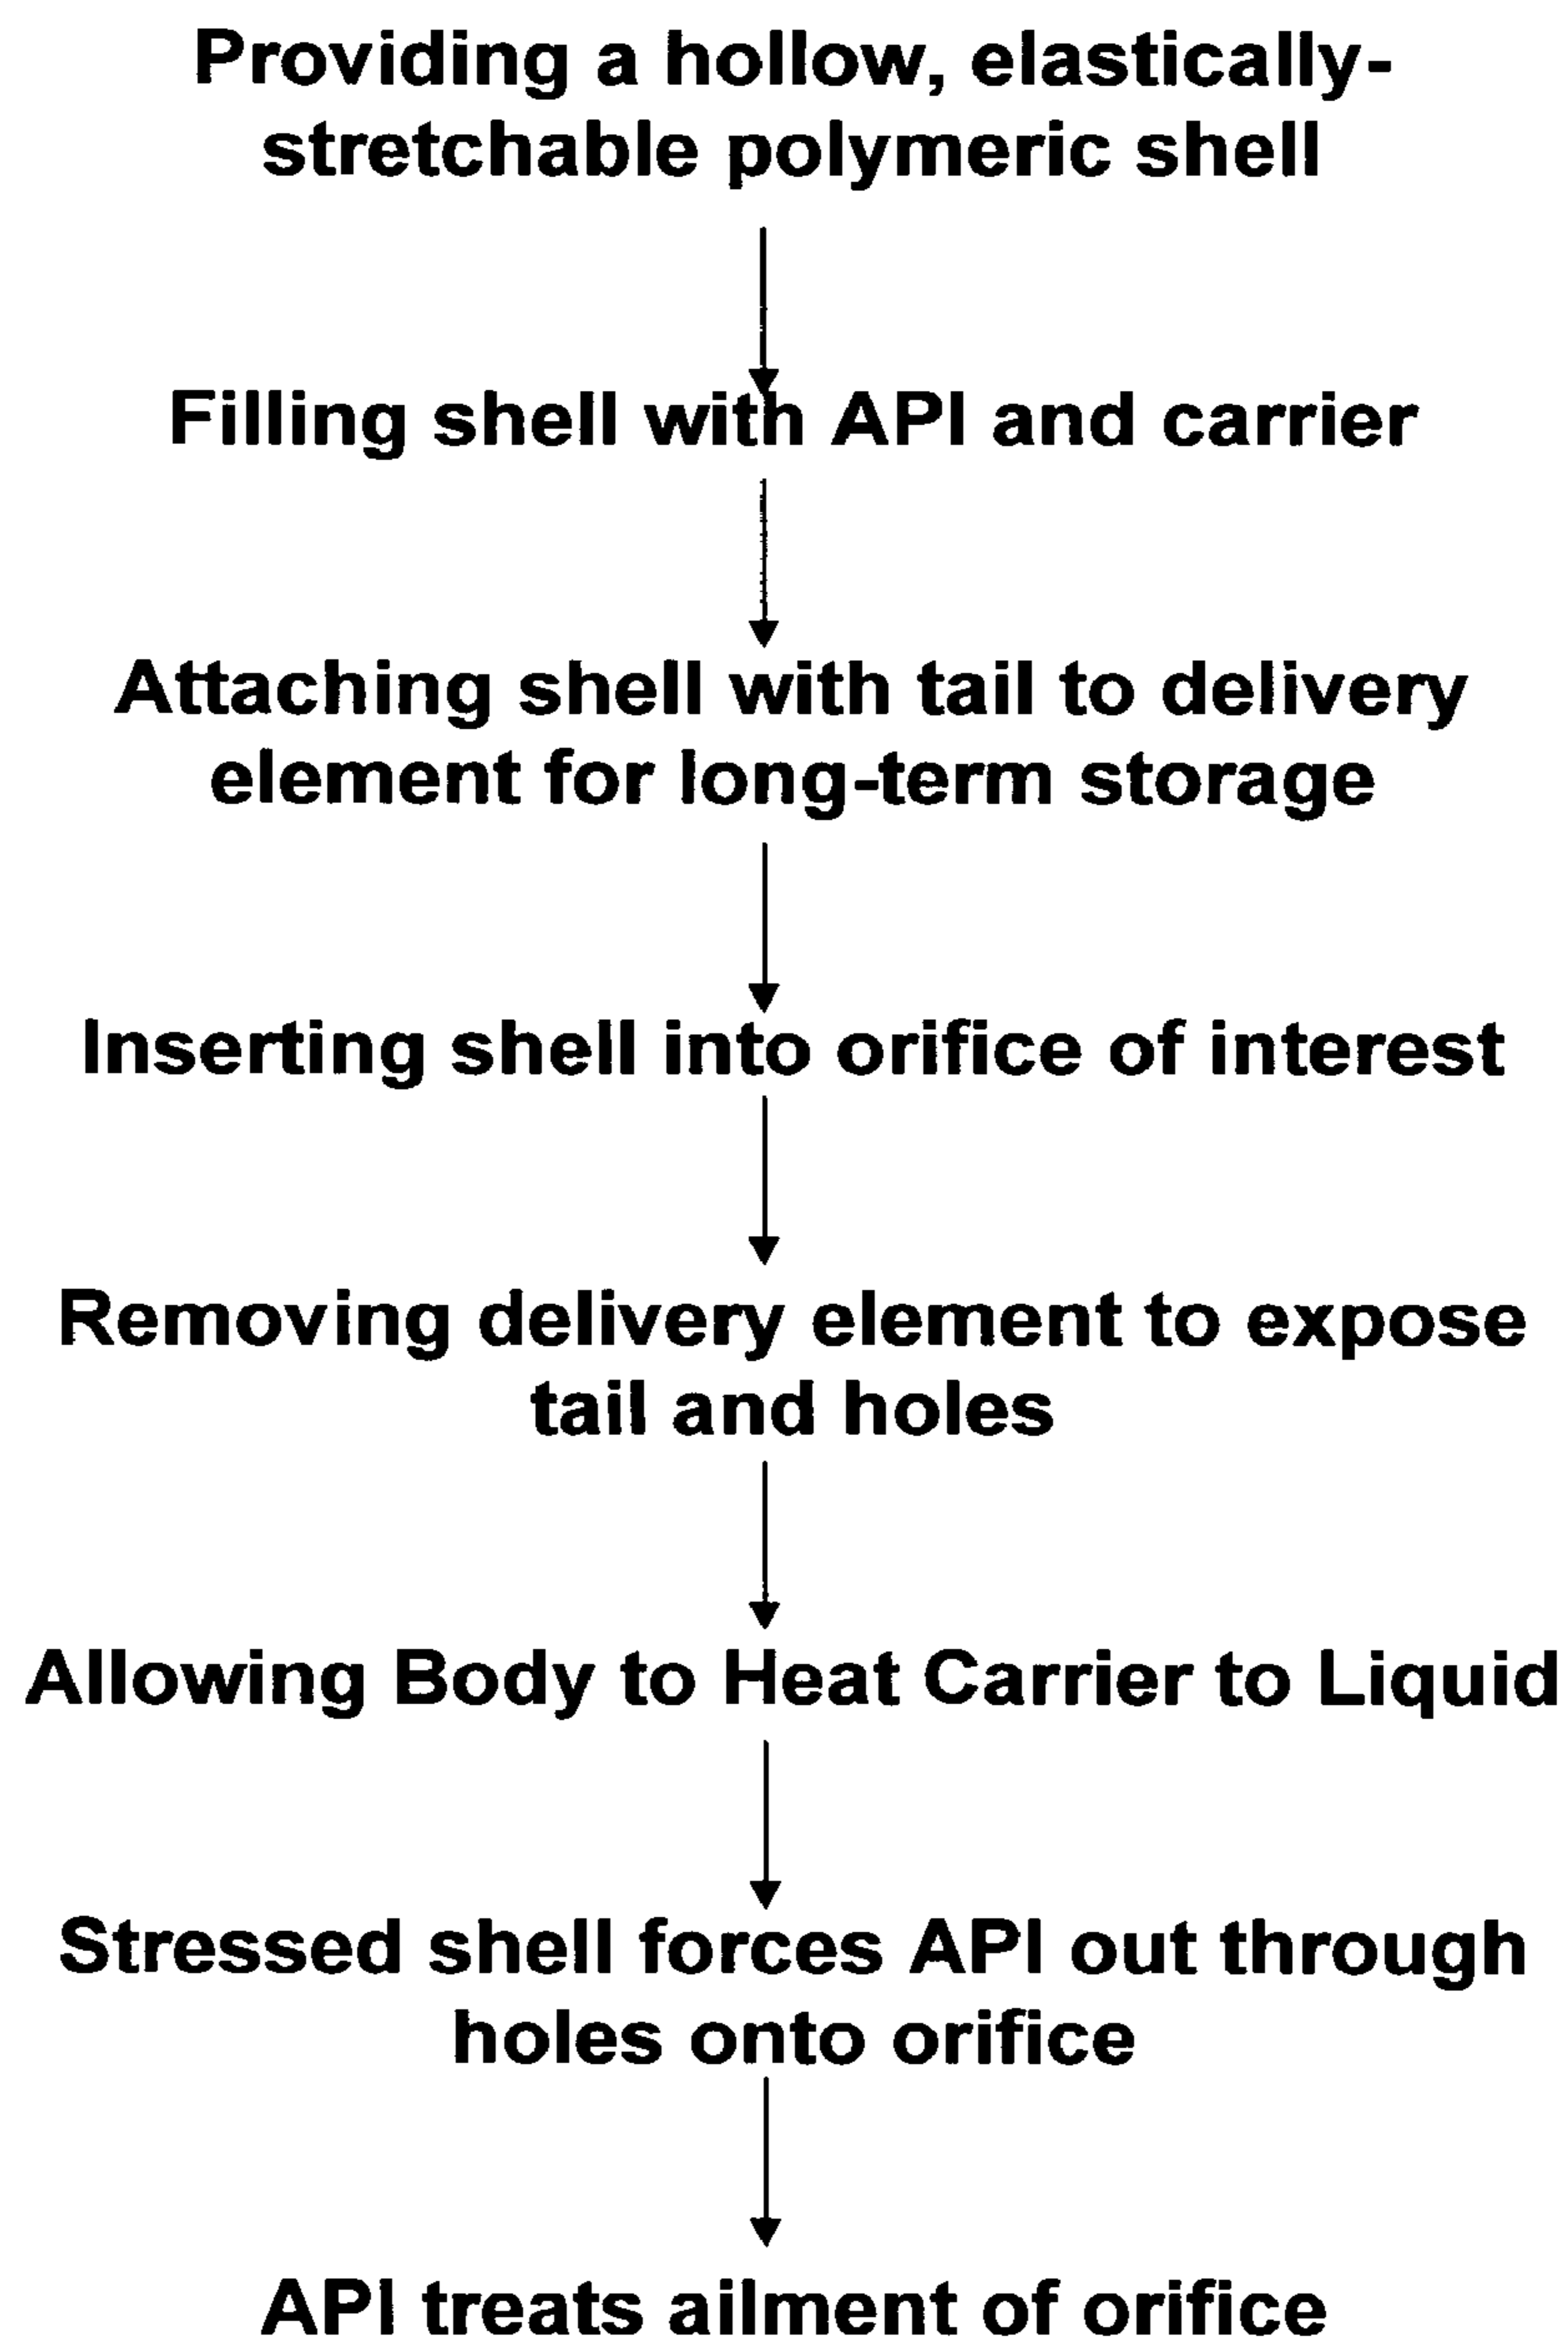 Providing a hollow, elastically-
stretchable polymeric shell
Filling shell with API and carrier
Attaching shell with tail to delivery
element for long-term storage
Inserting shell into orifice of interest
Removing delivery element to expose
tail and holes
Allowing Body to Heat Carrier to Liquid
Stressed shell forces API out through
holes onto orifice
API treats ailment of orifice